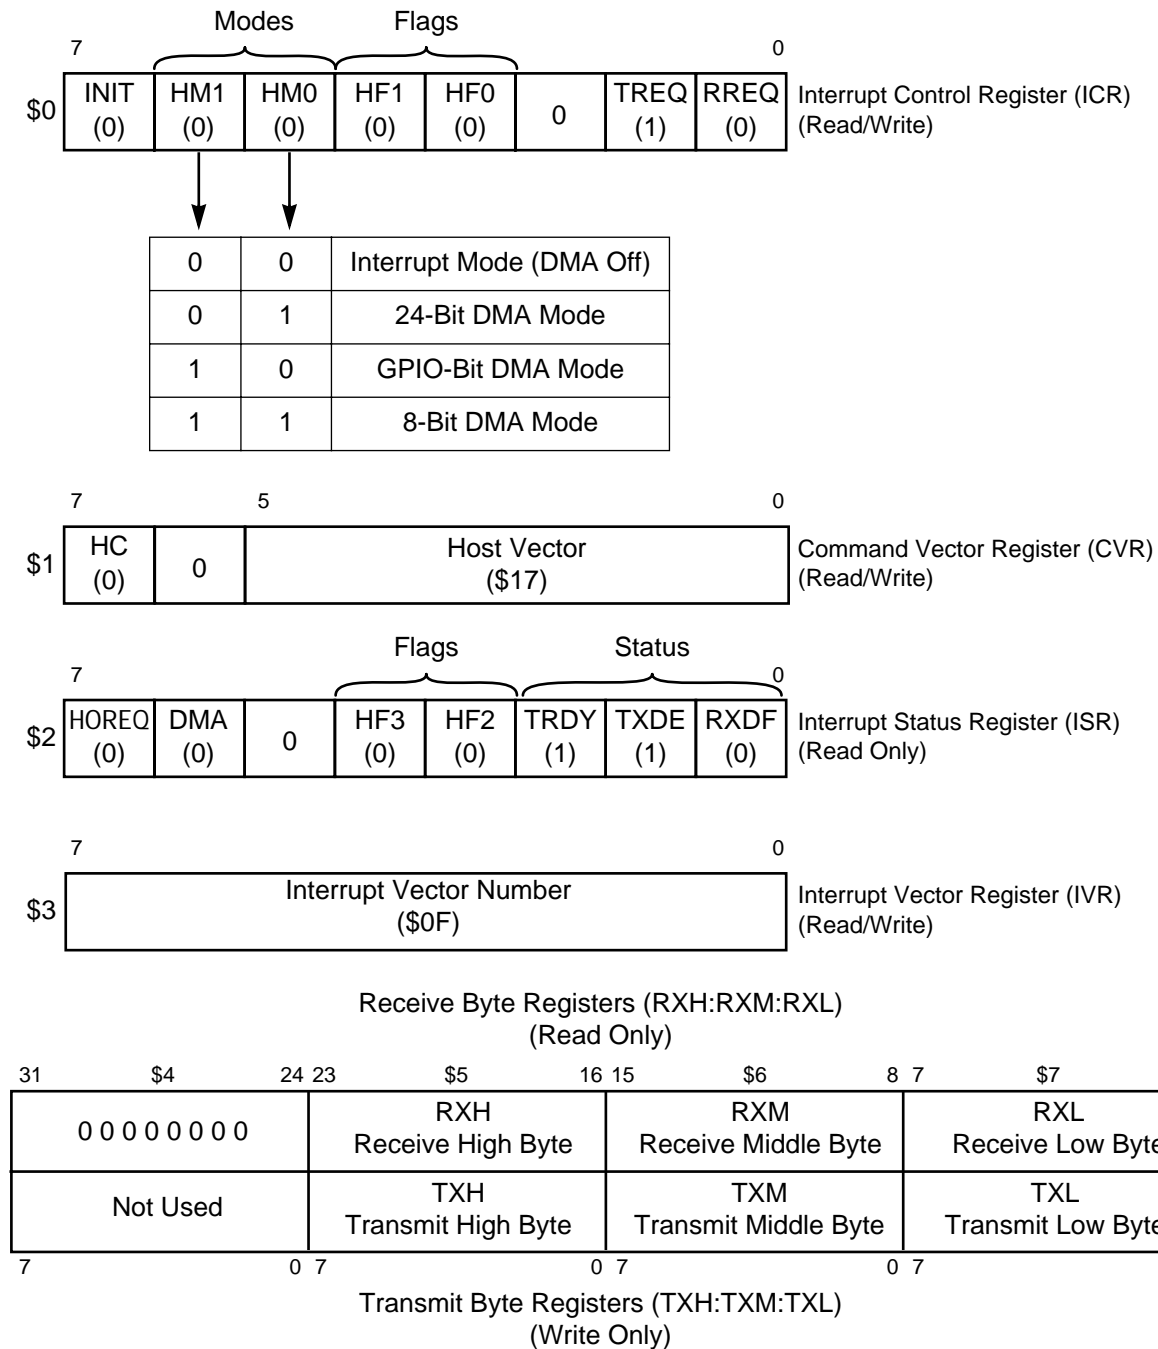 Modes Flags
7 0
$0 INIT HM1 HM0 HF1 HF0 0 TREQ RREQ Interrupt Control Register (ICR)
(0) (0) (0) (0) (0) (1) (0) (Read/Write)
0 0 Interrupt Mode (DMA Off)
0 1 24-Bit DMA Mode
1 0 GPIO-Bit DMA Mode
1 1 8-Bit DMA Mode
7 5 0
$1 HC 0 Host Vector Command Vector Register (CVR)
(0) ($17) (Read/Write)
Flags Status
7 0
$2 HOREQ DMA 0 HF3 HF2 TRDY TXDE RXDF Interrupt Status Register (ISR)
(0) (0) (0) (0) (1) (1) (0) (Read Only)
7 0
$3 Interrupt Vector Number Interrupt Vector Register (IVR)
($0F) (Read/Write)
Receive Byte Registers (RXH:RXM:RXL)
(Read Only)
31 $4 24 23 $5 16 15 $6 8 7 $7
0 0 0 0 0 0 0 0 RXH RXM RXL
Receive High Byte Receive Middle Byte Receive Low Byte
Not Used TXH TXM TXL
Transmit High Byte Transmit Middle Byte Transmit Low Byte
7 0 7 0 7 0 7
Transmit Byte Registers (TXH:TXM:TXL)
(Write Only)